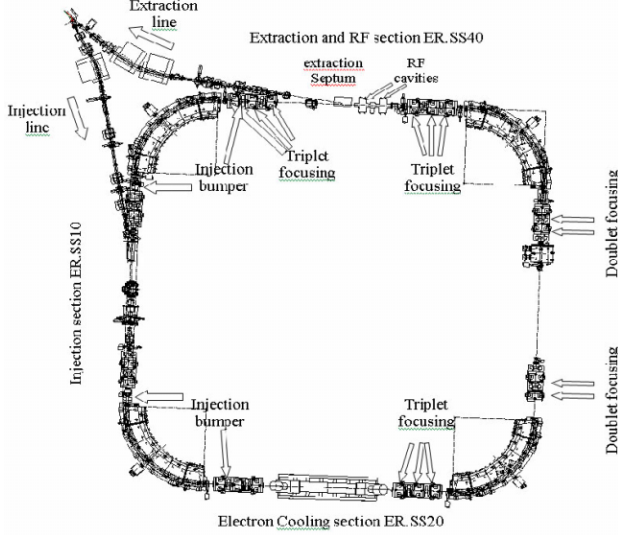 Extraction
line
Extraction and RF section ER.SS40
extraction
Septum
RF
cavities
Injection
line
Injection
bumper
Triplet
focusing
Triplet
focusing
Doublet focusing
Injection section ER.SS10
Doublet focusing
Injection
bumper
Triplet
focusing
Electron Cooling section ER.SS20